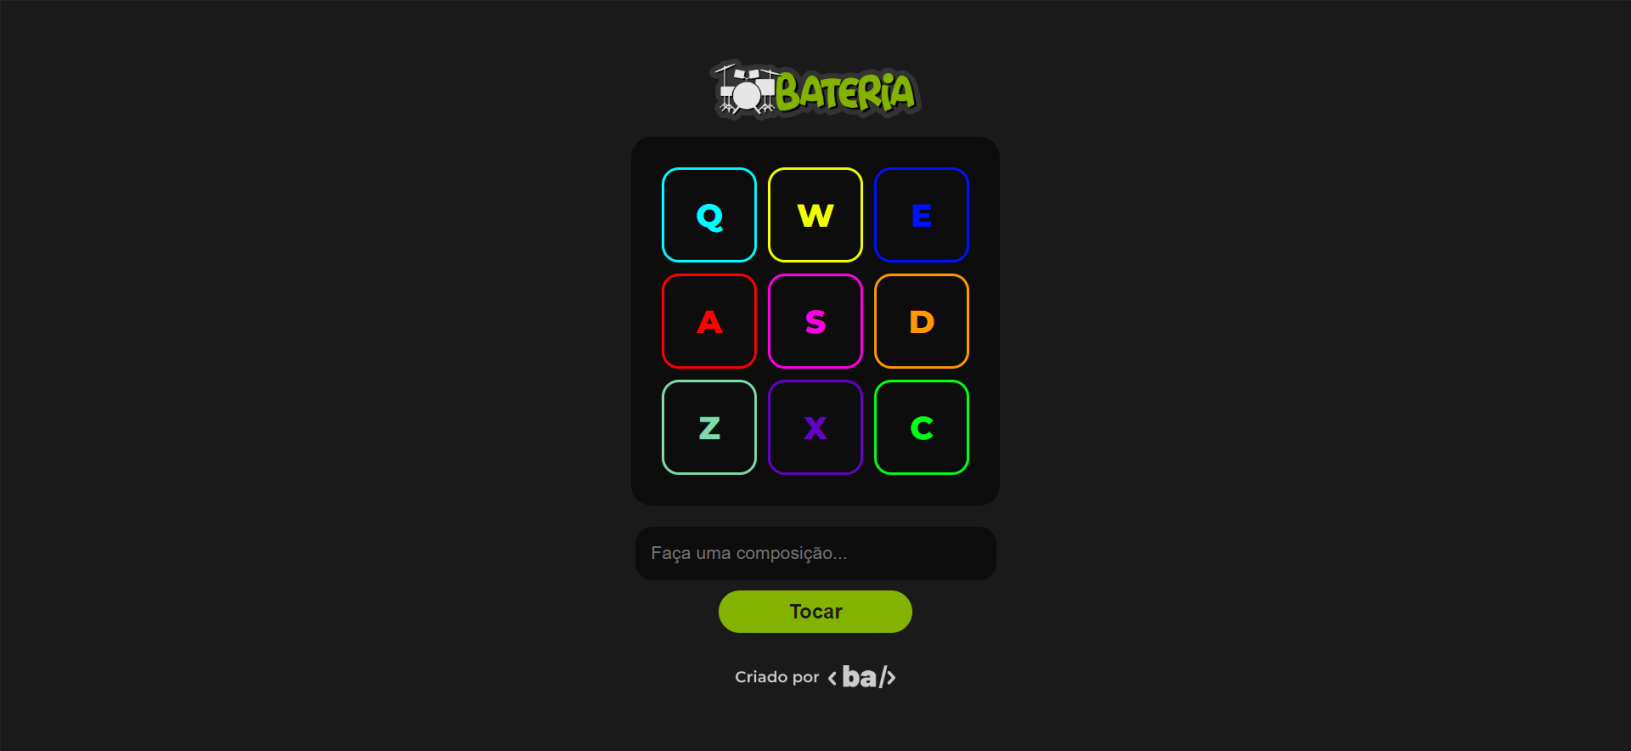 BATERiA
Q W E
A S D
Z X C
Faça uma composição...
Tocar
Criado por <ba/>